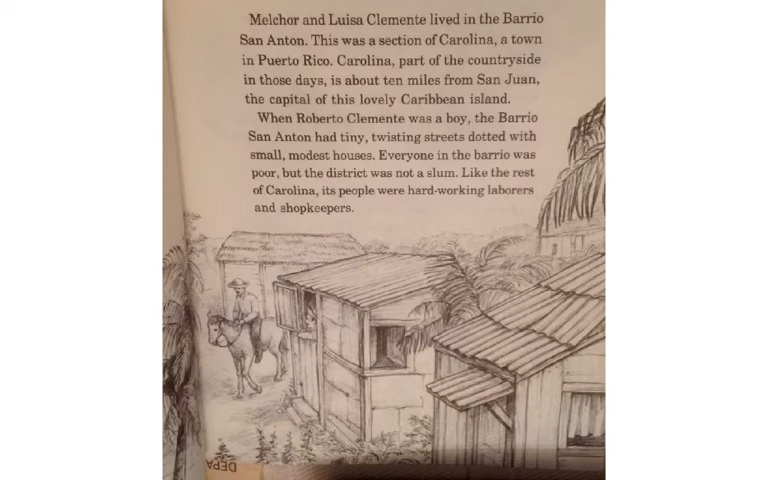 Melchor and Luisa Clemente lived in the Barrio
San Anton. This was a section of Carolina, a town
in Puerto Rico. Carolina, part of the countryside
in those days, is about ten miles from San Juan,
the capital of this lovely Caribbean island.
When Roberto Clemente was a boy, the Barrio
San Anton had tiny, twisting streets dotted with
small, modest houses. Everyone in the barrio was
poor, but the district was not a slum. Like the rest
of Carolina, its people were hard-working laborers
and shopkeepers.
DEPA